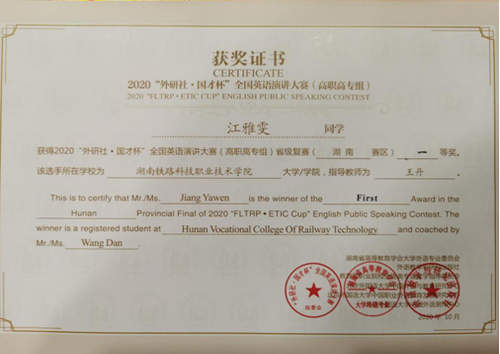 获奖证书
CERTIFICATE
2020“外研社·国才杯”全国英语演讲大赛(高职高专组)
2020 “FLTRP·ETIC CUP” ENGLISH PUBLIC SPEAKING CONTEST
江雅雯 同学
获得2020“外研社·国才杯”全国英语演讲大赛(高职高专组)省级复赛( 湖南 赛区) 一 等奖。
该选手所在学校为 湖南铁路科技职业技术学院 大学/学院,指导教师为 王丹 。
This is to certify that Mr./Ms. Jiang Yawen is the winner of the First Award in the
Hunan Provincial Final of 2020 “FLTRP·ETIC Cup” English Public Speaking Contest. The
winner is a registered student at Hunan Vocational College Of Railway Technology and coached by
Mr./Ms. Wang Dan .
湖南省高等教育学会大学外语专业委员会
2020年10月